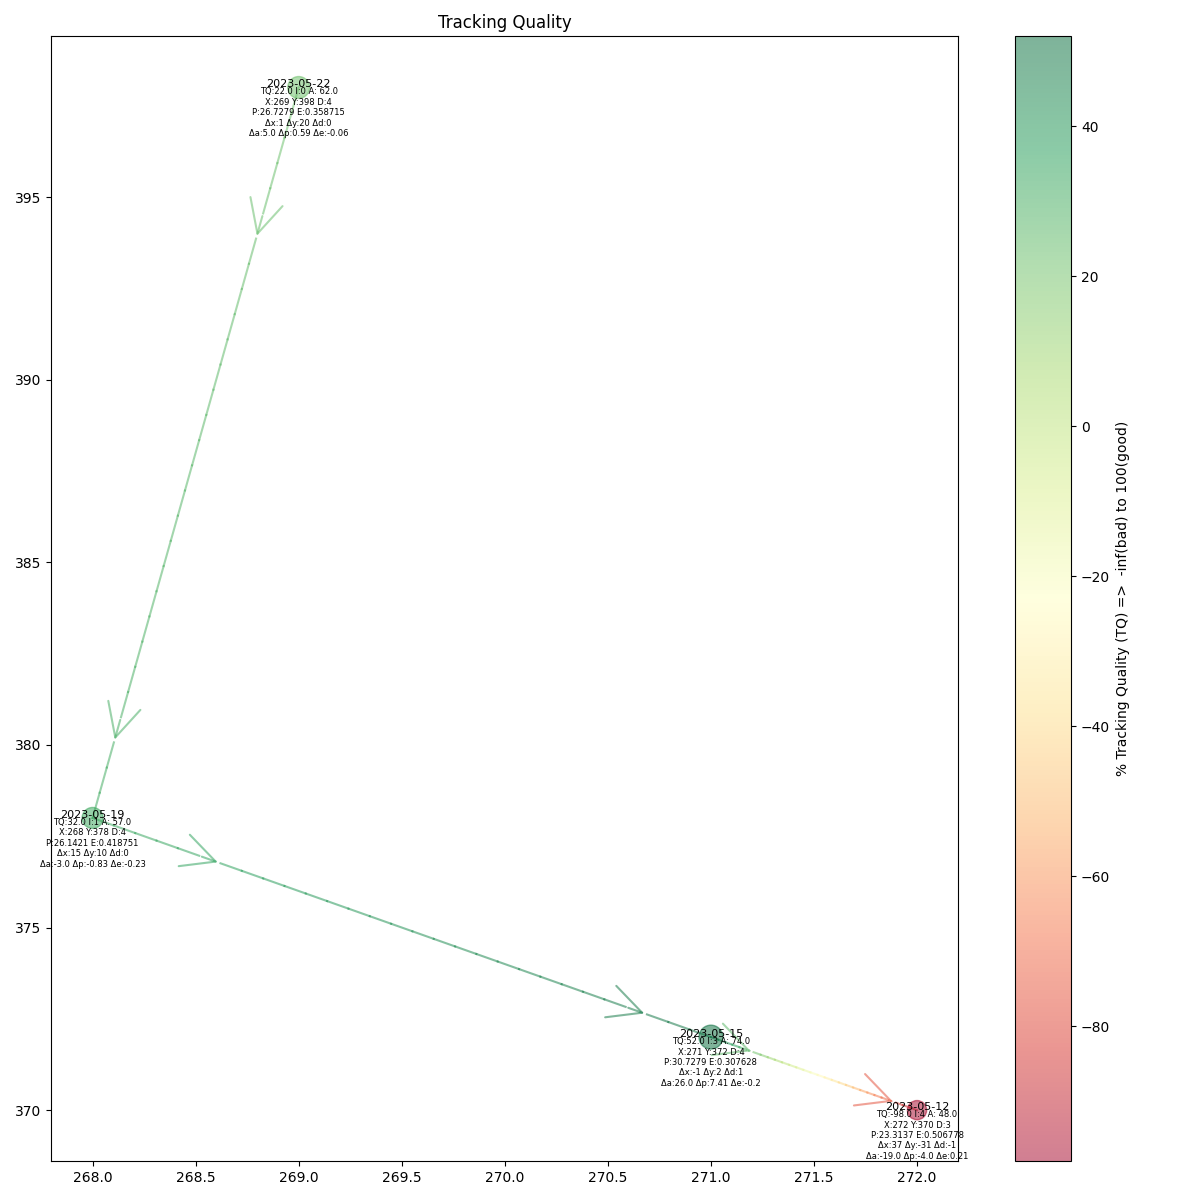 Tracking Quality
2023-05-22
TQ:22.0 I:0 A: 62.0
X:269 Y:398 D:4
P:26.7279 E:0.358715
Δx:1 Δy:20 Δd:0
Δa:5.0 Δp:0.59 Δe:-0.06
2023-05-19
TQ:32.0 I:1 A: 57.0
X:268 Y:378 D:4
P:26.1421 E:0.418751
Δx:15 Δy:10 Δd:0
Δa:-3.0 Δp:-0.83 Δe:-0.23
2023-05-15
TQ:52.0 I:3 A: 74.0
X:271 Y:372 D:4
P:30.7279 E:0.307628
Δx:-1 Δy:2 Δd:1
Δa:26.0 Δp:7.41 Δe:-0.2
2023-05-12
TQ:-98.0 I:4 A: 48.0
X:272 Y:370 D:3
P:23.3137 E:0.506778
Δx:37 Δy:-31 Δd:-1
Δa:-19.0 Δp:-4.0 Δe:0.21
395
390
385
380
375
370
268.0 268.5 269.0 269.5 270.0 270.5 271.0 271.5 272.0
40
20
0
−20
−40
−60
−80
% Tracking Quality (TQ) => -inf(bad) to 100(good)